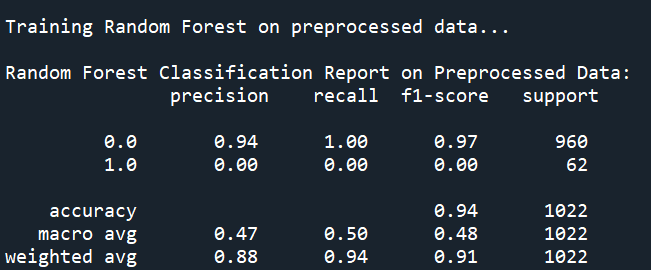 Training Random Forest on preprocessed data...
Random Forest Classification Report on Preprocessed Data:
precision recall f1-score support
0.0 0.94 1.00 0.97 960
1.0 0.00 0.00 0.00 62
accuracy 0.94 1022
macro avg 0.47 0.50 0.48 1022
weighted avg 0.88 0.94 0.91 1022